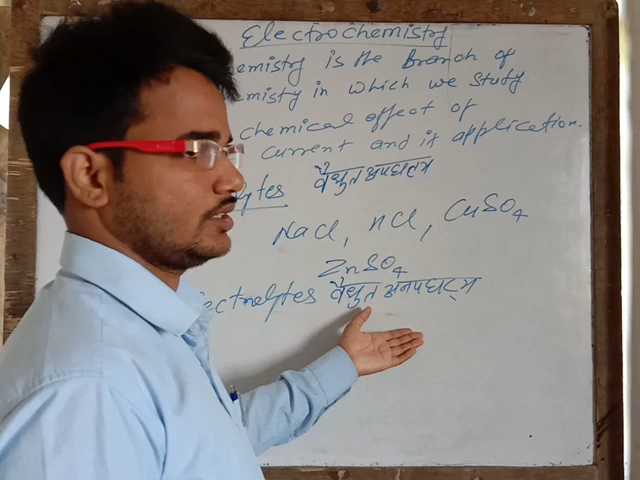 Electrochemistry
emistry is the Branch of
emistry in which we study
chemical effect of
current and it application.
lytes वैद्युत अपघट्य
NaCl, HCl, CuSO4
ZnSO4
ectrolytes वैद्युत अनपघट्य